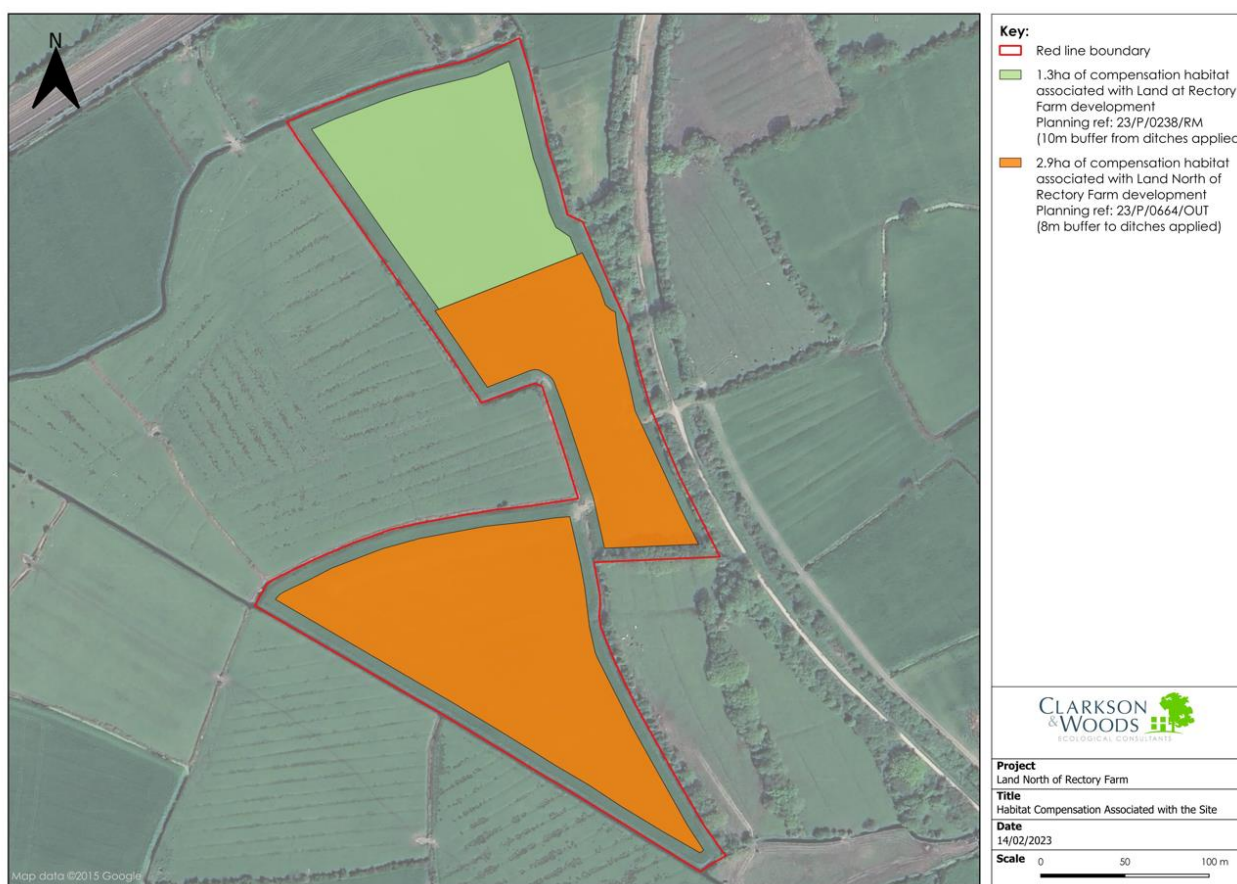 N
Key:
Red line boundary
1.3ha of compensation habitat
associated with Land at Rectory
Farm development
Planning ref: 23/P/0238/RM
(10m buffer from ditches applied
2.9ha of compensation habitat
associated with Land North of
Rectory Farm development
Planning ref: 23/P/0664/OUT
(8m buffer to ditches applied)
CLARKSON
&WOODS
ECOLOGICAL CONSULTANTS
Project
Land North of Rectory Farm
Title
Habitat Compensation Associated with the Site
Date
14/02/2023
Scale 0 50 100 m
Map data ©2015 Google